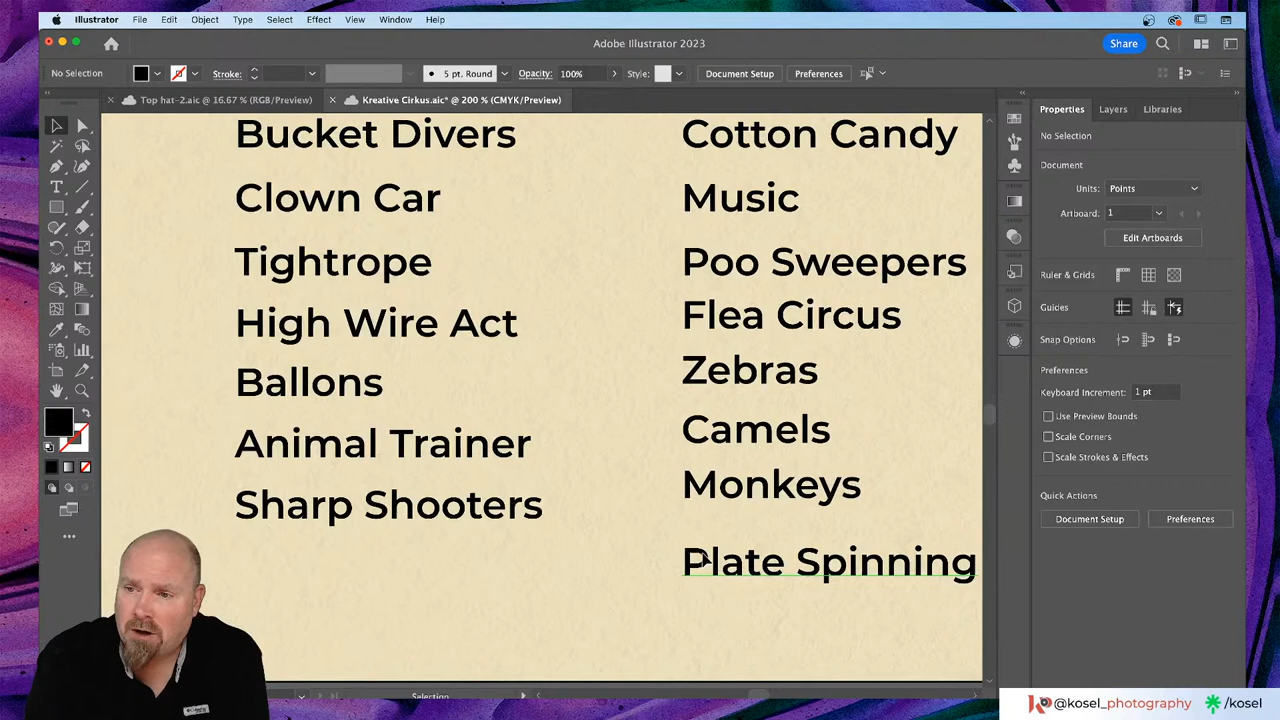 Illustrator File Edit Object Type Select Effect View Window Help
Adobe Illustrator 2023
Share
No Selection
Stroke:
5 pt. Round
Opacity: 100%
Style:
Document Setup
Preferences
Top hat-2.aic @ 16.67 % (RGB/Preview)
Kreative Cirkus.aic* @ 200 % (CMYK/Preview)
Bucket Divers
Clown Car
Tightrope
High Wire Act
Ballons
Animal Trainer
Sharp Shooters
Cotton Candy
Music
Poo Sweepers
Flea Circus
Zebras
Camels
Monkeys
Plate Spinning
Selection
Properties Layers Libraries
No Selection
Document
Units: Points
Artboard: 1
Edit Artboards
Ruler & Grids
Guides
Snap Options
Preferences
Keyboard Increment: 1 pt
Use Preview Bounds
Scale Corners
Scale Strokes & Effects
Quick Actions
Document Setup
Preferences
@kosel_photography /kosel